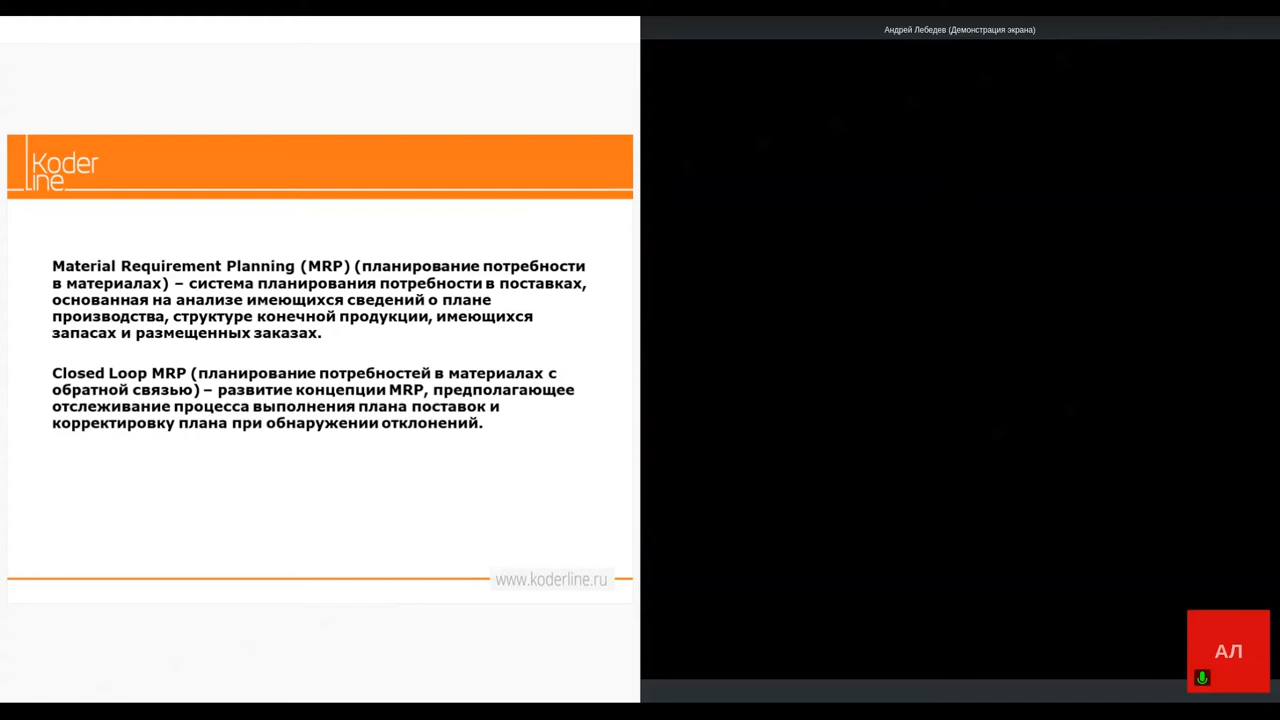 Андрей Лебедев (Демонстрация экрана)
Koder
line
Material Requirement Planning (MRP) (планирование потребности
в материалах) – система планирования потребности в поставках,
основанная на анализе имеющихся сведений о плане
производства, структуре конечной продукции, имеющихся
запасах и размещенных заказах.
Closed Loop MRP (планирование потребностей в материалах с
обратной связью) – развитие концепции MRP, предполагающее
отслеживание процесса выполнения плана поставок и
корректировку плана при обнаружении отклонений.
www.koderline.ru
АЛ